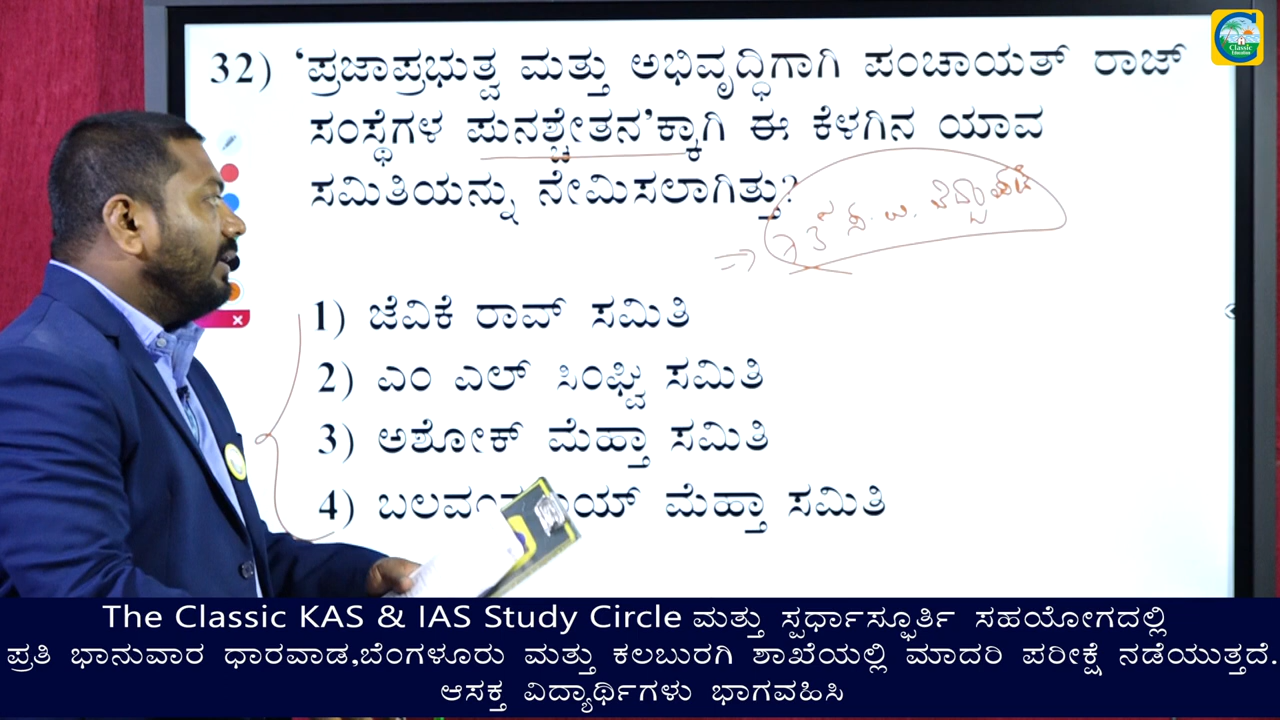 Classic
Education
32) ‘ಪ್ರಜಾಪ್ರಭುತ್ವ ಮತ್ತು ಅಭಿವೃದ್ಧಿಗಾಗಿ ಪಂಚಾಯತ್ ರಾಜ್
ಸಂಸ್ಥೆಗಳ ಪುನಶ್ಚೇತನ’ಕ್ಕಾಗಿ ಈ ಕೆಳಗಿನ ಯಾವ
ಸಮಿತಿಯನ್ನು ನೇಮಿಸಲಾಗಿತ್ತು?
1) ಜೆವಿಕೆ ರಾವ್ ಸಮಿತಿ
2) ಎಂ ಎಲ್ ಸಿಂಘ್ವಿ ಸಮಿತಿ
3) ಅಶೋಕ್ ಮೆಹ್ತಾ ಸಮಿತಿ
4) ಮೆಹ್ತಾ ಸಮಿತಿ
The Classic KAS & IAS Study Circle ಮತ್ತು ಸ್ಪರ್ಧಾಸ್ಫೂರ್ತಿ ಸಹಯೋಗದಲ್ಲಿ
ಪ್ರತಿ ಭಾನುವಾರ ಧಾರವಾಡ,ಬೆಂಗಳೂರು ಮತ್ತು ಕಲಬುರಗಿ ಶಾಖೆಯಲ್ಲಿ ಮಾದರಿ ಪರೀಕ್ಷೆ ನಡೆಯುತ್ತದೆ.
ಆಸಕ್ತ ವಿದ್ಯಾರ್ಥಿಗಳು ಭಾಗವಹಿಸಿ